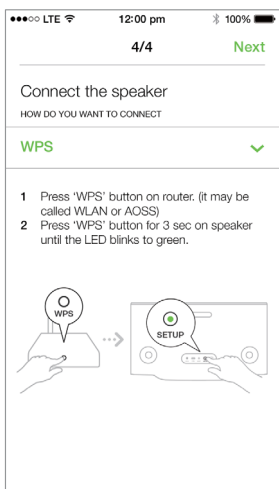 LTE 12:00 pm 100%
4/4 Next
Connect the speaker
HOW DO YOU WANT TO CONNECT
WPS
1 Press ‘WPS’ button on router. (it may be
called WLAN or AOSS)
2 Press ‘WPS’ button for 3 sec on speaker
until the LED blinks to green.
WPS
SETUP